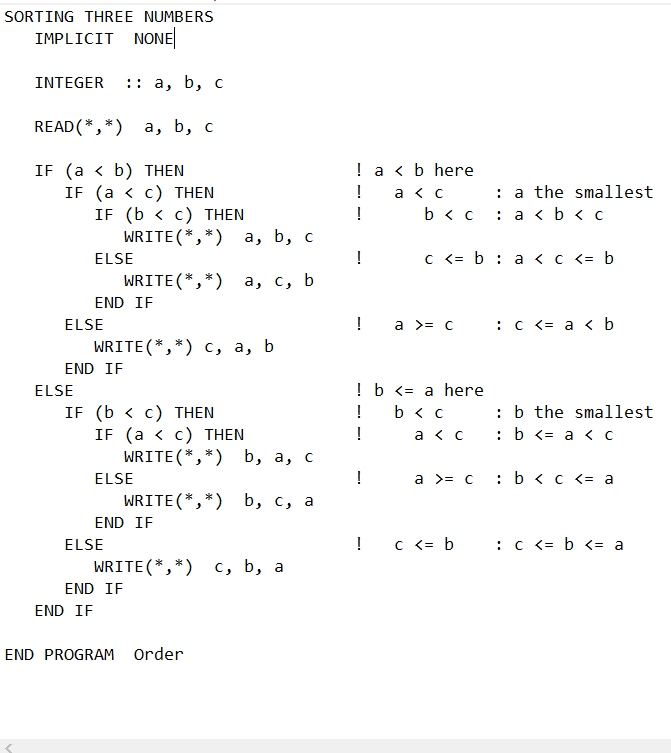 SORTING THREE NUMBERS
   IMPLICIT  NONE

   INTEGER  :: a, b, c

   READ(*,*)  a, b, c

   IF (a < b) THEN                 ! a < b here
      IF (a < c) THEN              !   a < c     : a the smallest
         IF (b < c) THEN           !      b < c  : a < b < c
            WRITE(*,*)  a, b, c
         ELSE                      !      c <= b : a < c <= b
            WRITE(*,*)  a, c, b
         END IF
      ELSE                         !   a >= c    : c <= a < b
         WRITE(*,*) c, a, b
      END IF
   ELSE                            ! b <= a here
      IF (b < c) THEN              !   b < c     : b the smallest
         IF (a < c) THEN           !     a < c   : b <= a < c
            WRITE(*,*)  b, a, c
         ELSE                      !     a >= c  : b < c <= a
            WRITE(*,*)  b, c, a
         END IF
      ELSE                         !   c <= b    : c <= b <= a
         WRITE(*,*)  c, b, a
      END IF
   END IF

END PROGRAM  Order